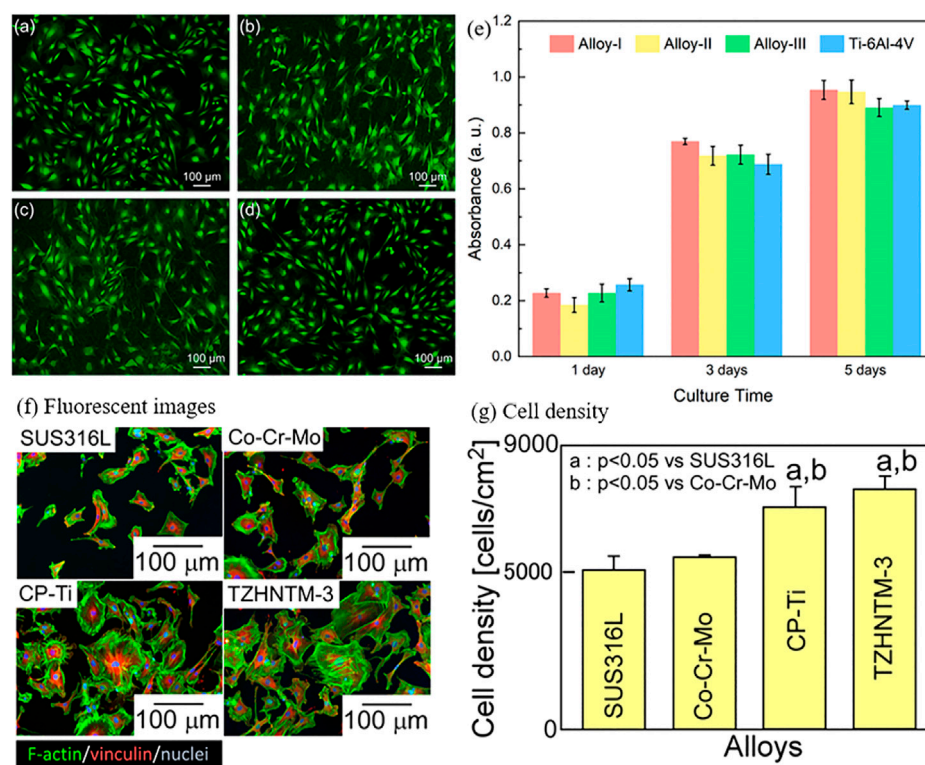 (a)
100 μm
(b)
100 μm
(c)
100 μm
(d)
100 μm
(e)
Alloy-I Alloy-II Alloy-III Ti-6Al-4V
Absorbance (a. u.)
1.2
1.0
0.8
0.6
0.4
0.2
0.0
1 day 3 days 5 days
Culture Time
(f) Fluorescent images
SUS316L
100 μm
Co-Cr-Mo
100 μm
CP-Ti
100 μm
TZHNTM-3
100 μm
F-actin/vinculin/nuclei
(g) Cell density
Cell density [cells/cm2]
9000
5000
0
a : p<0.05 vs SUS316L
b : p<0.05 vs Co-Cr-Mo
a,b
a,b
SUS316L
Co-Cr-Mo
CP-Ti
TZHNTM-3
Alloys